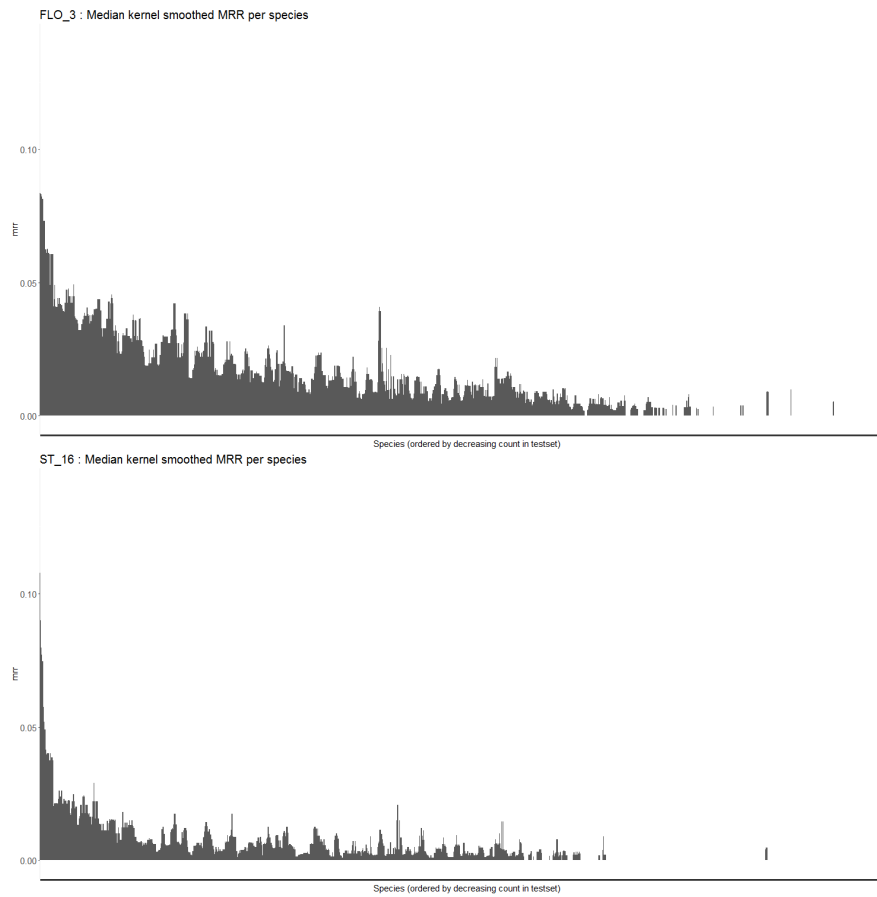 FLO_3 : Median kernel smoothed MRR per species
0.10
mrr
0.05
0.00
Species (ordered by decreasing count in testset)
ST_16 : Median kernel smoothed MRR per species
0.10
mrr
0.05
0.00
Species (ordered by decreasing count in testset)